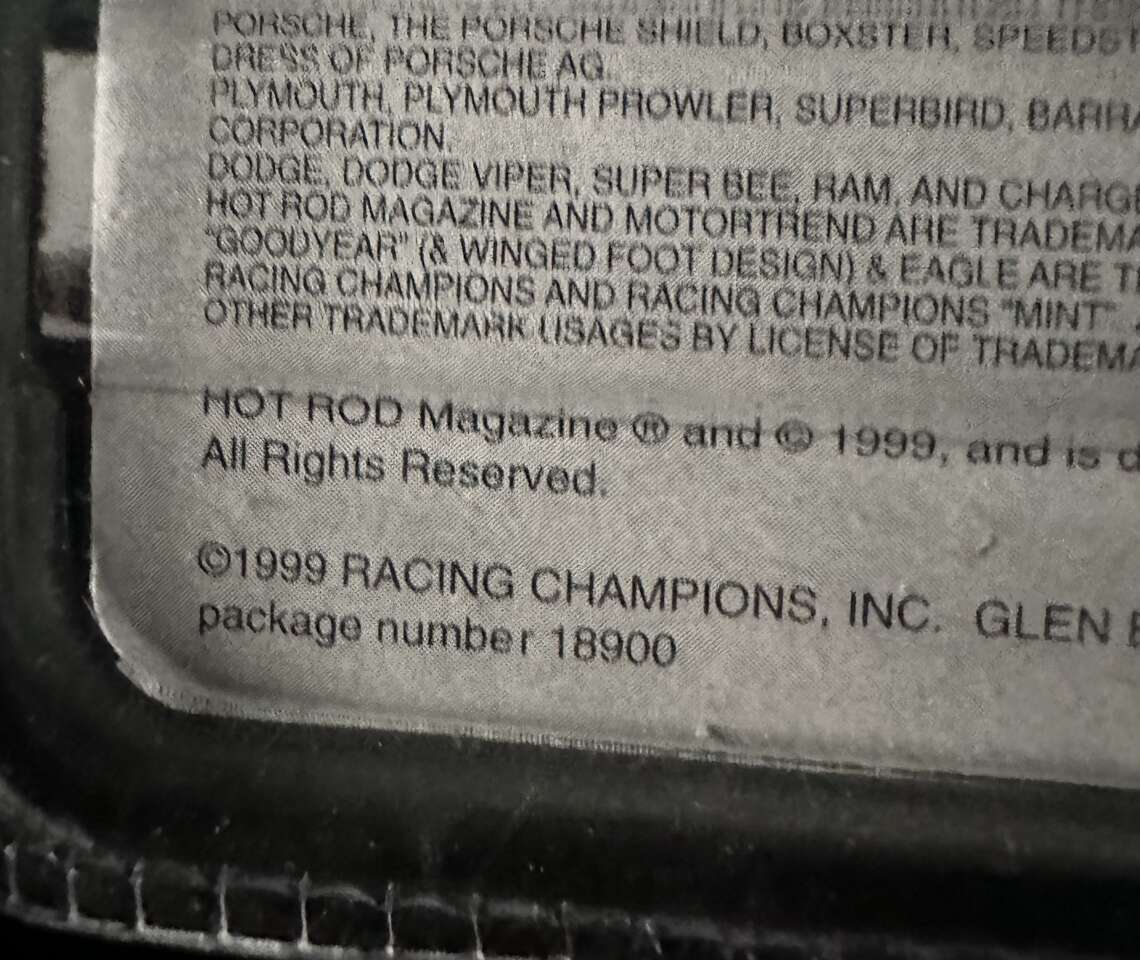 PORSCHE, THE PORSCHE SHIELD, BOXSTER,
DRESS OF PORSCHE AG.
PLYMOUTH, PLYMOUTH PROWLER, SUPERBIRD, BARRA
CORPORATION.
DODGE, DODGE VIPER, SUPER BEE, RAM, AND CHARGE
HOT ROD MAGAZINE AND MOTORTREND ARE TRADEMA
"GOODYEAR" (& WINGED FOOT DESIGN) & EAGLE ARE
RACING CHAMPIONS AND RACING CHAMPIONS "MINT"
OTHER TRADEMARK USAGES BY LICENSE OF TRADEMA
HOT ROD Magazine ® and © 1999, and is d
All Rights Reserved.
©1999 RACING CHAMPIONS, INC. GLEN E
package number 18900